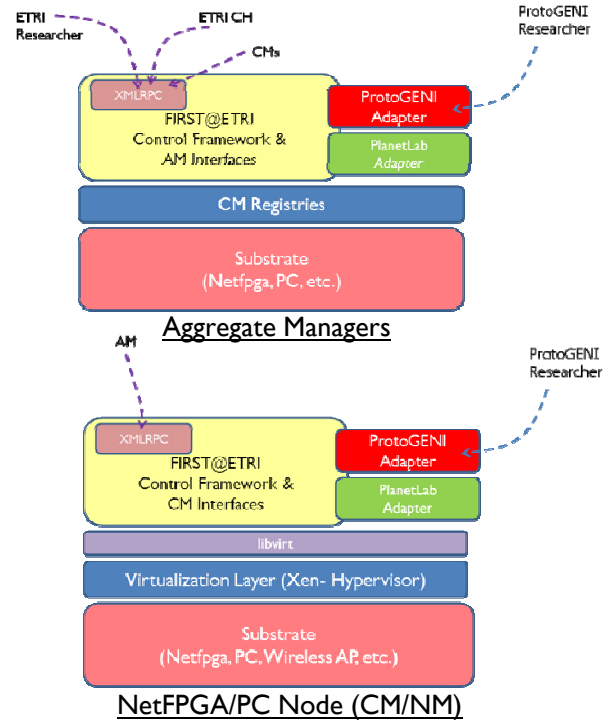 ETRI
Researcher
ETRI CH
CMs
ProtoGENI
Researcher
XMLRPC
FIRST@ETRI
Control Framework &
AM Interfaces
ProtoGENI
Adapter
PlanetLab
Adapter
CM Registries
Substrate
(Netfpga, PC, etc.)
Aggregate Managers
AM
ProtoGENI
Researcher
XMLRPC
FIRST@ETRI
Control Framework &
CM Interfaces
ProtoGENI
Adapter
PlanetLab
Adapter
libvirt
Virtualization Layer (Xen- Hypervisor)
Substrate
(Netfpga, PC, Wireless AP, etc.)
NetFPGA/PC Node (CM/NM)